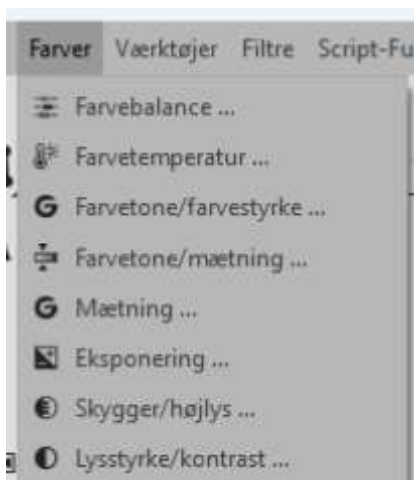 Farver Værktøjer Filtre Script-Fu
Farvebalance ...
Farvetemperatur ...
Farvetone/farvestyrke ...
Farvetone/mætning ...
Mætning ...
Eksponering ...
Skygger/højlys ...
Lysstyrke/kontrast ...